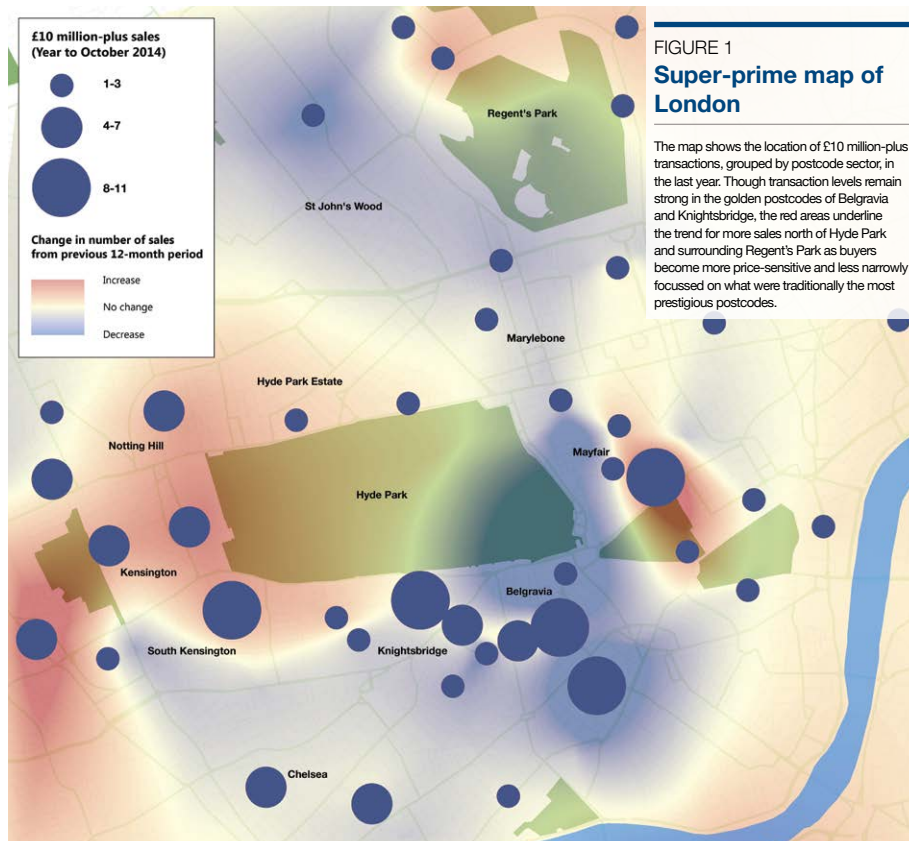 £10 million-plus sales
(Year to October 2014)
1-3
4-7
8-11
Change in number of sales
from previous 12-month period
Increase
No change
Decrease
FIGURE 1
Super-prime map of
London
The map shows the location of £10 million-plus
transactions, grouped by postcode sector, in
the last year. Though transaction levels remain
strong in the golden postcodes of Belgravia
and Knightsbridge, the red areas underline
the trend for more sales north of Hyde Park
and surrounding Regent's Park as buyers
become more price-sensitive and less narrowly
focussed on what were traditionally the most
prestigious postcodes.
Regent's Park
St John's Wood
Marylebone
Hyde Park Estate
Notting Hill
Mayfair
Hyde Park
Kensington
Belgravia
South Kensington
Knightsbridge
Chelsea